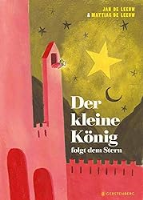 JAN DE LEEUW
& MATTIAS DE LEEUW
Der
kleine
König
folgt dem Stern
GERSTENBERG